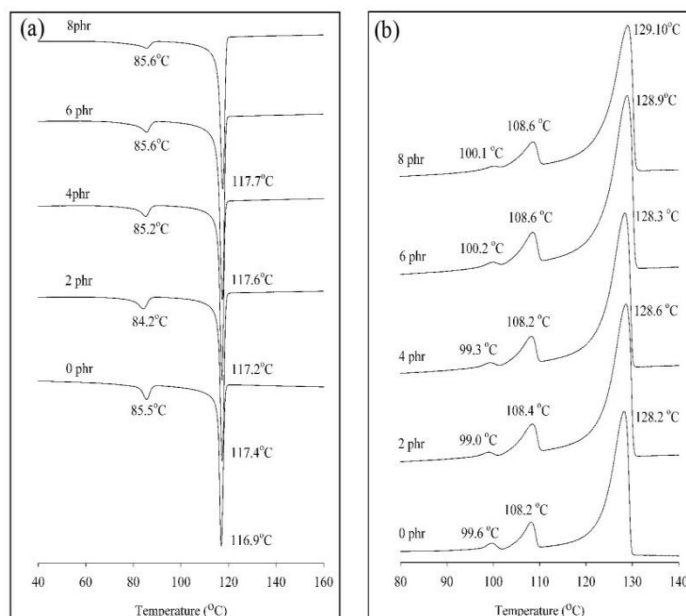 (a)
8phr
85.6°C
6 phr
85.6°C
117.7°C
4phr
85.2°C
2 phr
117.6°C
84.2°C
0 phr
117.2°C
85.5°C
117.4°C
116.9°C
40 60 80 100 120 140 160
Temperature (°C)
(b)
129.10°C
128.9°C
108.6 °C
8 phr
100.1 °C
128.3°C
108.6 °C
6 phr
100.2 °C
128.6°C
108.2 °C
4 phr
99.3 °C
128.2°C
108.4 °C
2 phr
99.0 °C
108.2 °C
0 phr
99.6 °C
80 90 100 110 120 130 140
Temperature (°C)